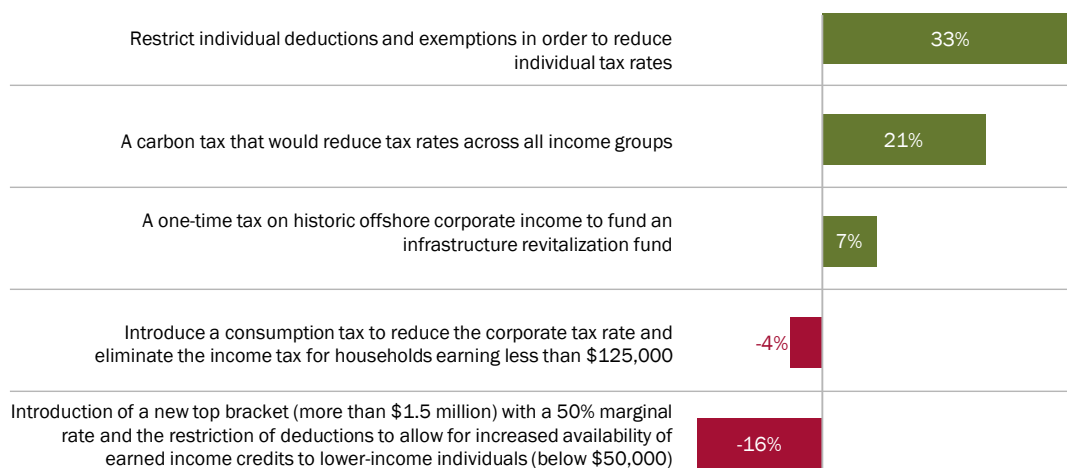 Restrict individual deductions and exemptions in order to reduce
individual tax rates
33%
A carbon tax that would reduce tax rates across all income groups
21%
A one-time tax on historic offshore corporate income to fund an
infrastructure revitalization fund
7%
Introduce a consumption tax to reduce the corporate tax rate and
eliminate the income tax for households earning less than $125,000
-4%
Introduction of a new top bracket (more than $1.5 million) with a 50% marginal
rate and the restriction of deductions to allow for increased availability of
earned income credits to lower-income individuals (below $50,000)
-16%